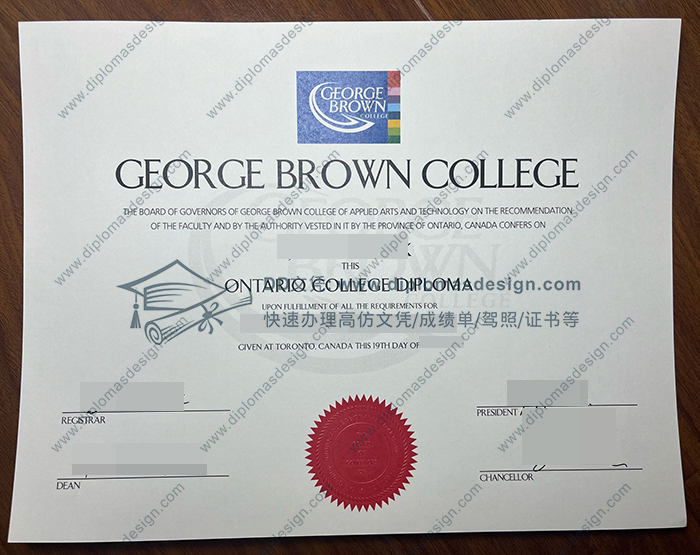 www.diplomasdesign.com
GEORGE
BROWN
COLLEGE
GEORGE BROWN COLLEGE
THE BOARD OF GOVERNORS OF GEORGE BROWN COLLEGE OF APPLIED ARTS AND TECHNOLOGY ON THE RECOMMENDATION
OF THE FACULTY AND BY THE AUTHORITY VESTED IN IT BY THE PROVINCE OF ONTARIO, CANADA CONFERS ON
THIS
ONTARIO COLLEGE DIPLOMA
www.diplomasdesign.com
UPON FULFILLMENT OF ALL THE REQUIREMENTS FOR
快速办理高仿文凭/成绩单/驾照/证书等
GIVEN AT TORONTO, CANADA THIS 19TH DAY OF
REGISTRAR
PRESIDENT
DEAN
CHANCELLOR